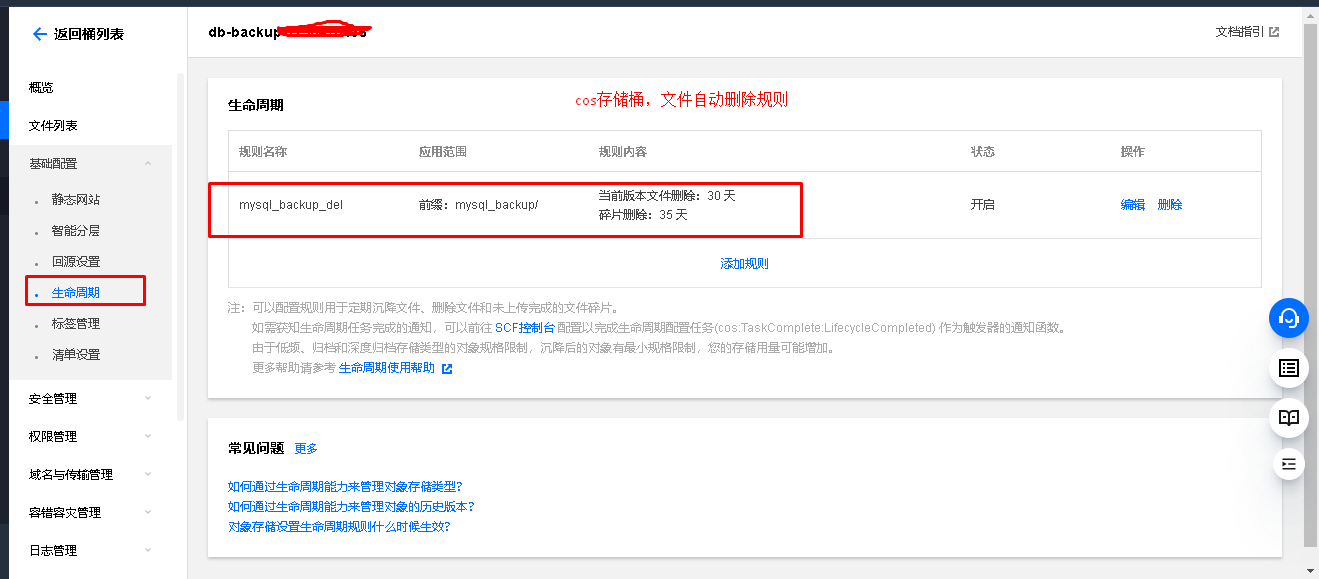 返回桶列表
db-backup
文档指引
概览
文件列表
基础配置
静态网站
智能分层
回源设置
生命周期
标签管理
清单设置
安全管理
权限管理
域名与传输管理
容错容灾管理
日志管理
生命周期
cos存储桶，文件自动删除规则
规则名称 应用范围 规则内容 状态 操作
mysql_backup_del 前缀：mysql_backup/ 当前版本文件删除：30 天 开启 编辑 删除
碎片删除：35 天
添加规则
注： 可以配置规则用于定期沉降文件、删除文件和未上传完成的文件碎片。
如需获知生命周期任务完成的通知，可以前往 SCF控制台 配置以完成生命周期配置任务(cos:TaskComplete:LifecycleCompleted) 作为触发器的通知函数。
由于低频、归档和深度归档存储类型的对象规格限制，沉降后的对象有最小规格限制，您的存储用量可能增加。
更多帮助请参考 生命周期使用帮助
常见问题 更多
如何通过生命周期能力来管理对象存储类型?
如何通过生命周期能力来管理对象的历史版本?
对象存储设置生命周期规则什么时候生效?